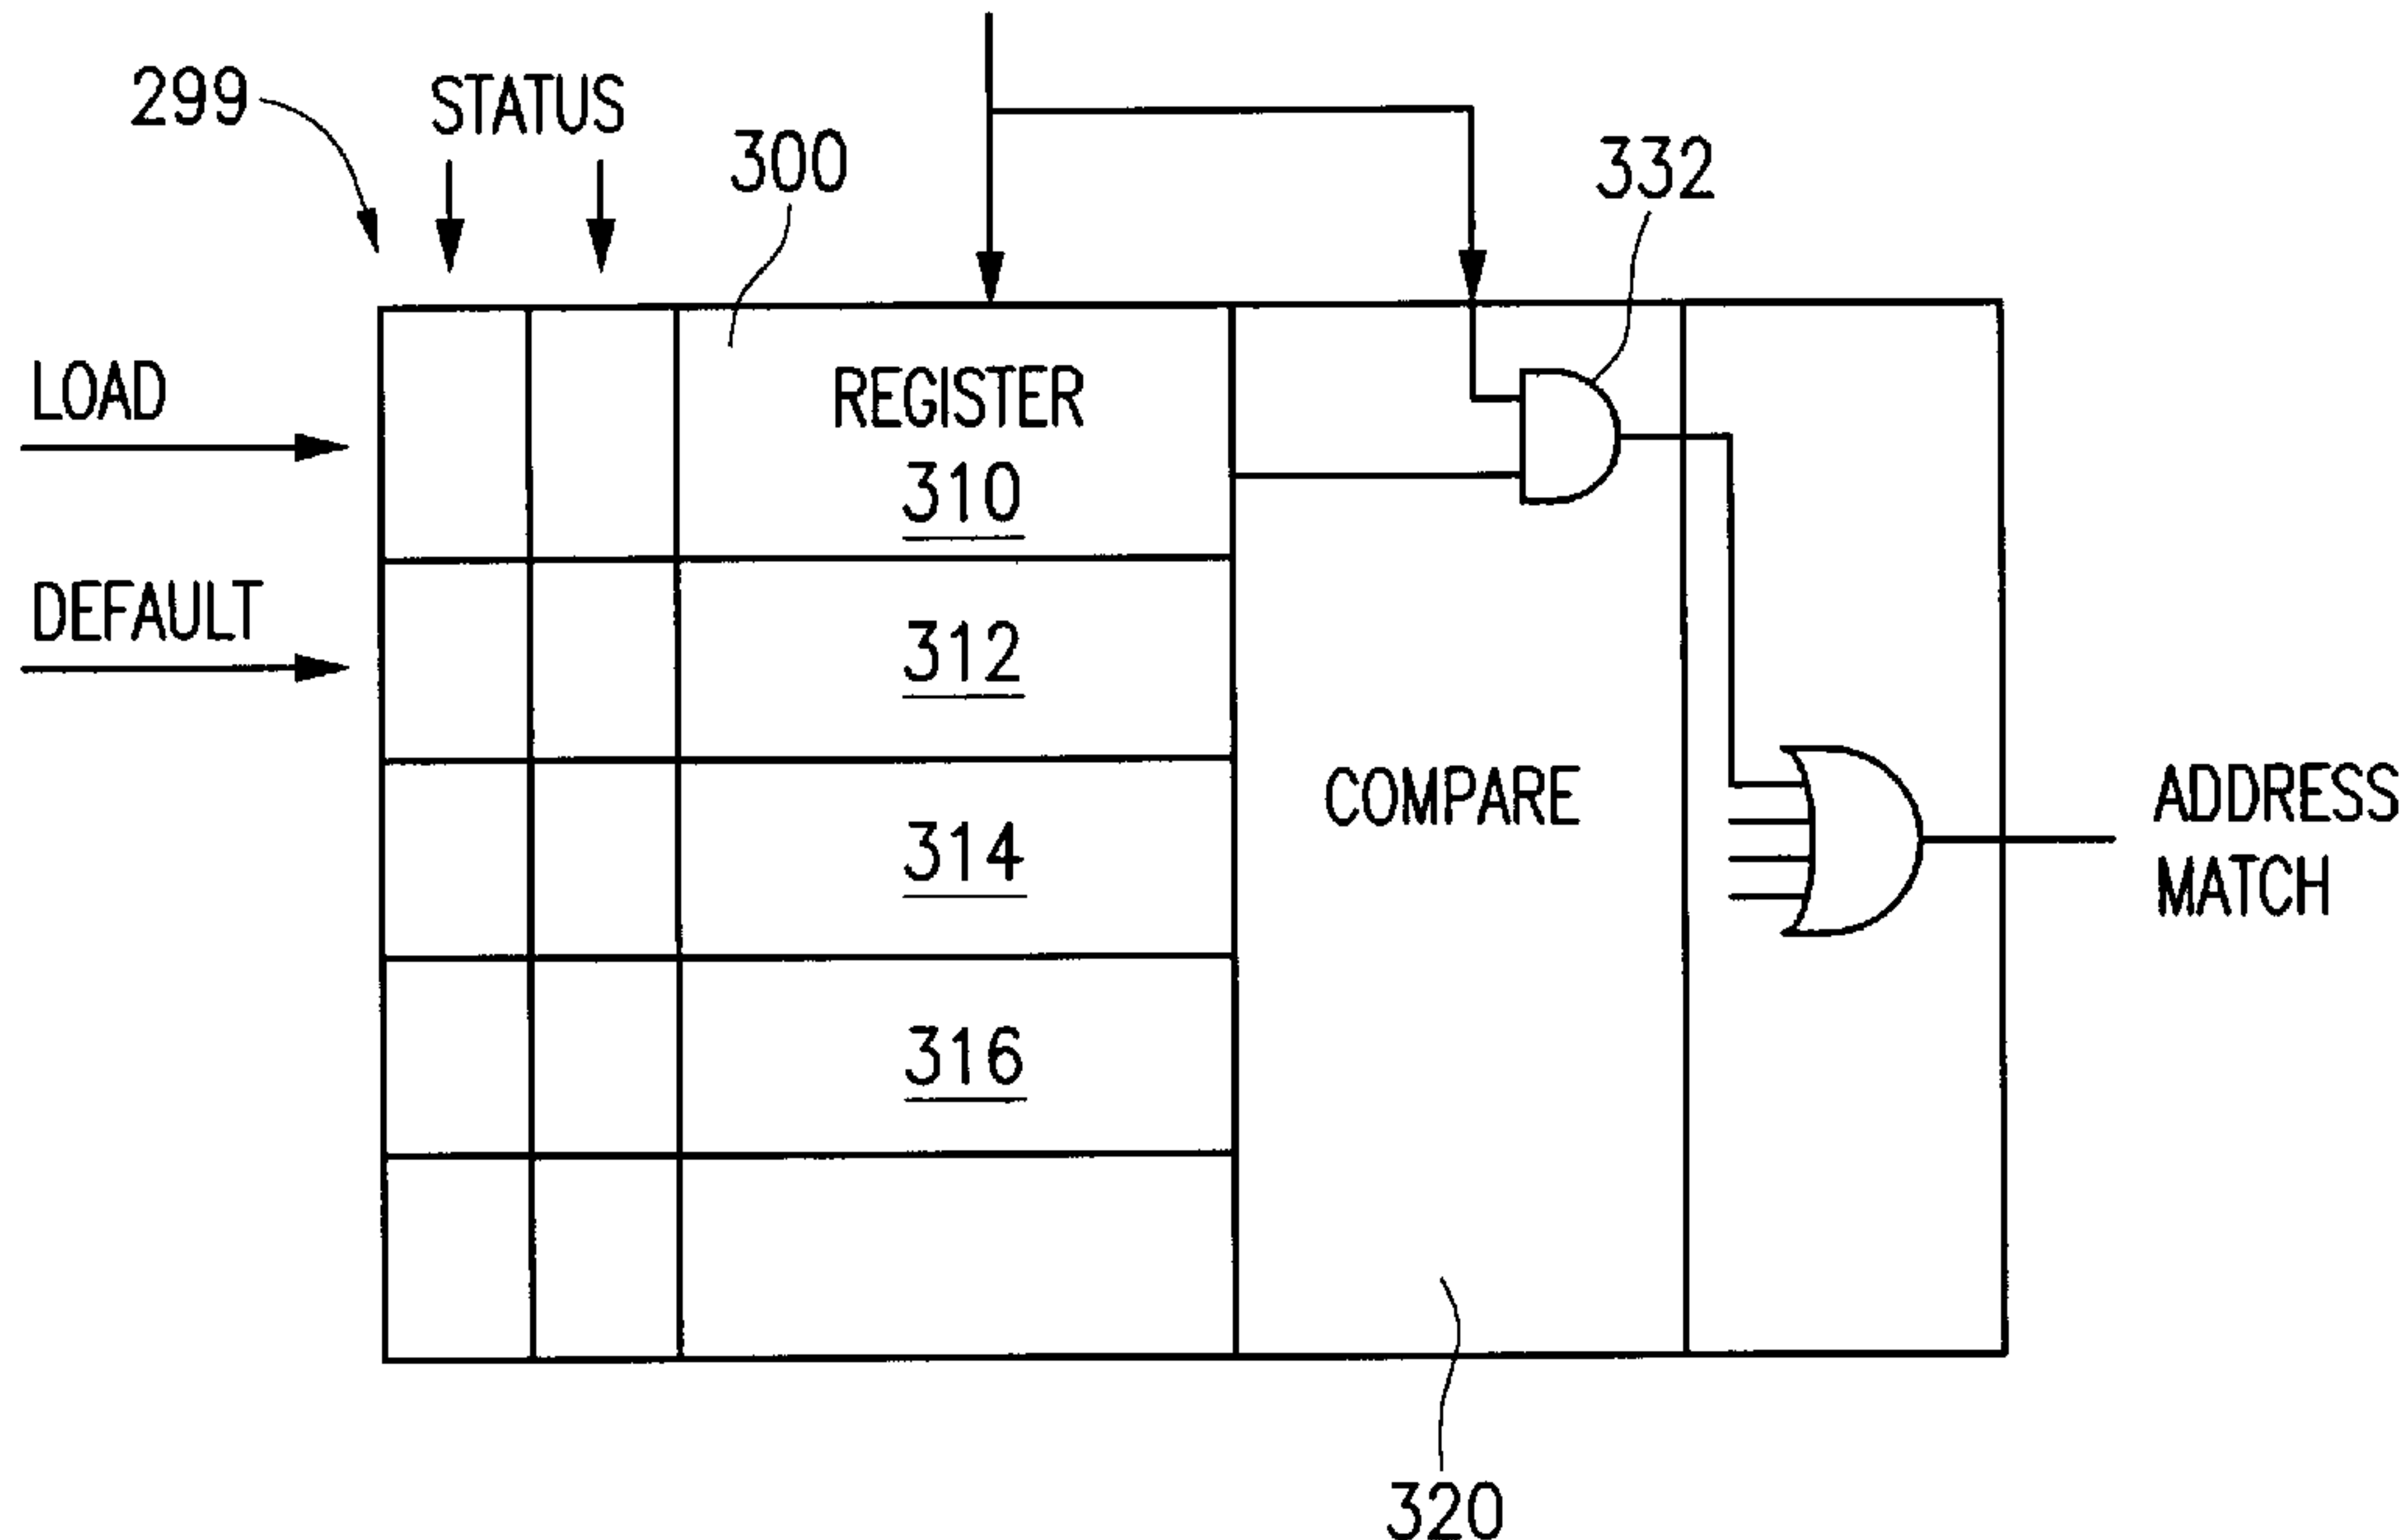 299
STATUS
300
332
LOAD
REGISTER
310
DEFAULT
312
314
COMPARE
ADDRESS
MATCH
316
320